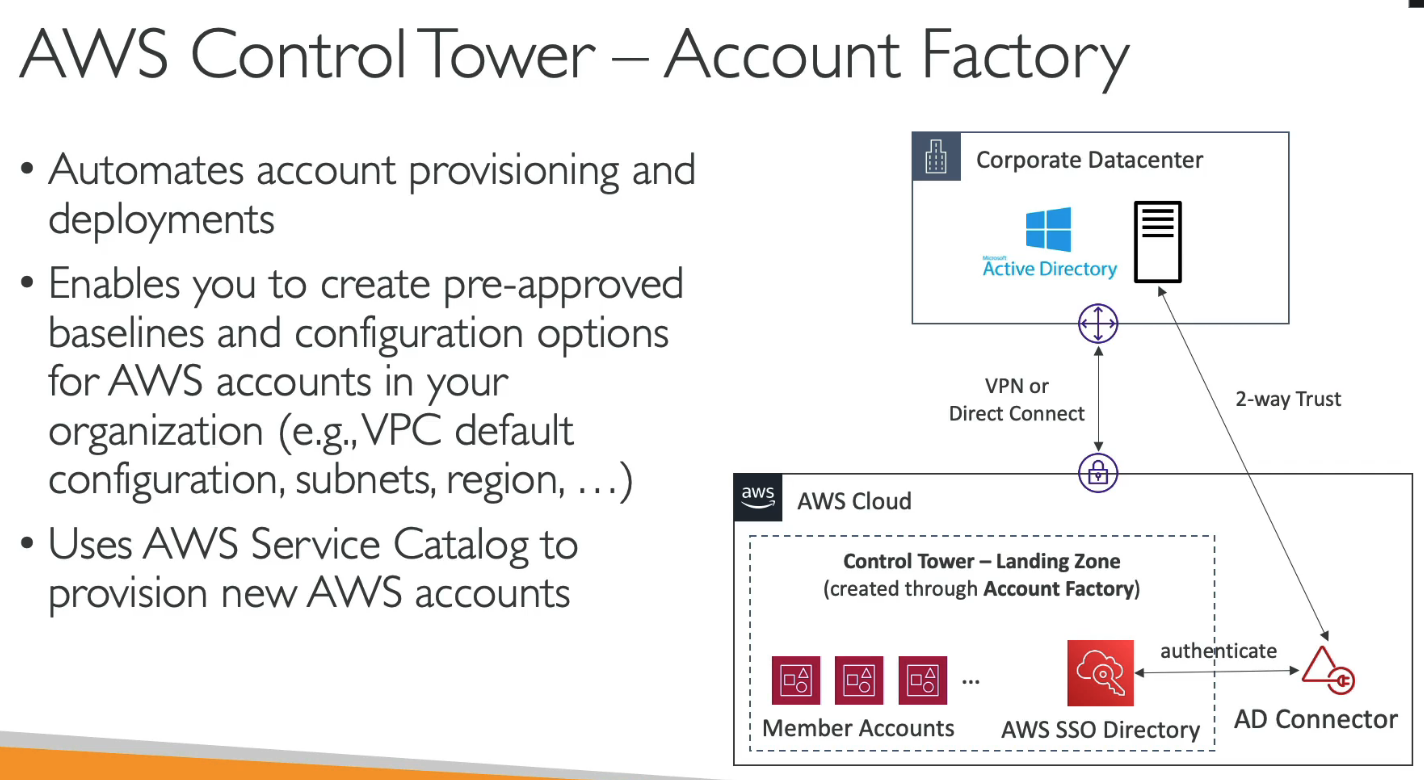 AWS Control Tower – Account Factory
• Automates account provisioning and
deployments
• Enables you to create pre-approved
baselines and configuration options
for AWS accounts in your
organization (e.g., VPC default
configuration, subnets, region, …)
• Uses AWS Service Catalog to
provision new AWS accounts
Corporate Datacenter
Microsoft
Active Directory
VPN or
Direct Connect
2-way Trust
aws
AWS Cloud
Control Tower – Landing Zone
(created through Account Factory)
...
Member Accounts
AWS SSO Directory
authenticate
AD Connector